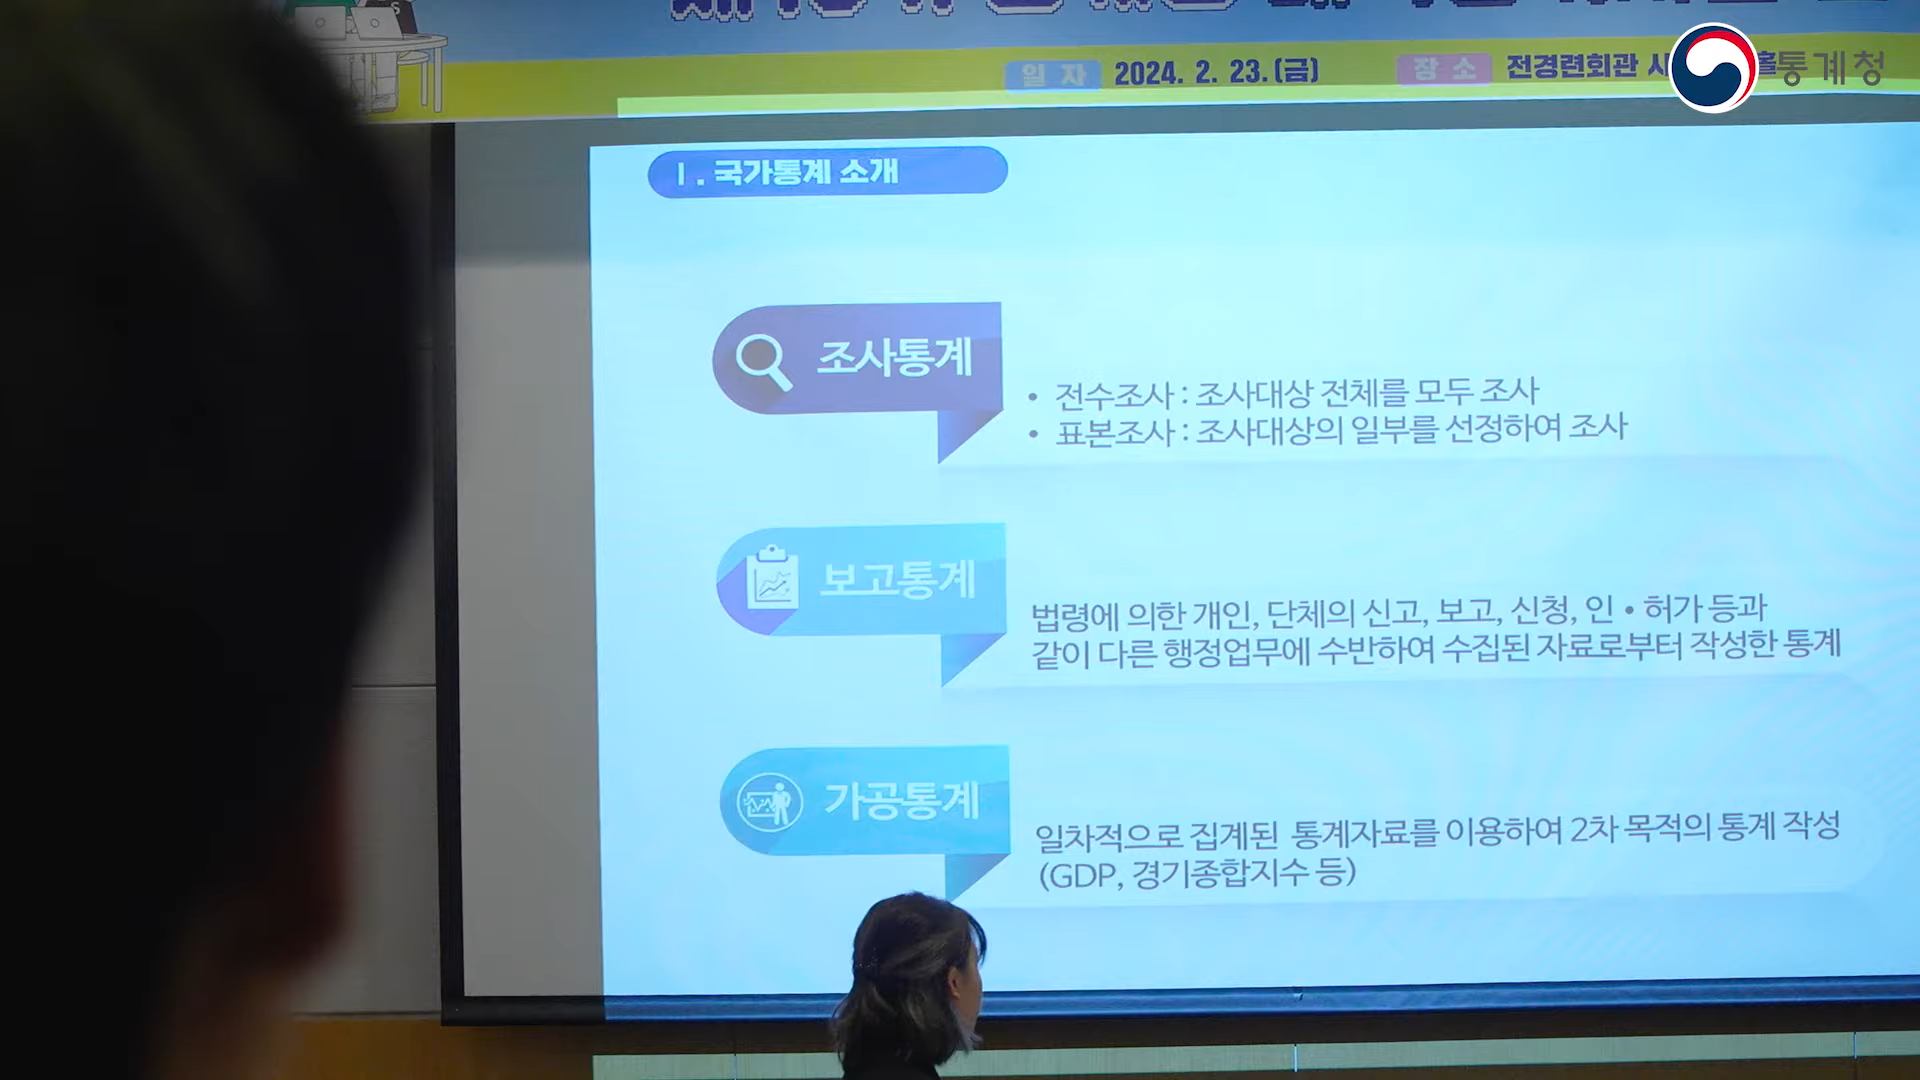 일 자 2024. 2. 23.(금) 장 소 전경련회관
통계청
Ⅰ. 국가통계 소개
조사통계
• 전수조사 : 조사대상 전체를 모두 조사
• 표본조사 : 조사대상의 일부를 선정하여 조사
보고통계
법령에 의한 개인, 단체의 신고, 보고, 신청, 인 • 허가 등과
같이 다른 행정업무에 수반하여 수집된 자료로부터 작성한 통계
가공통계
일차적으로 집계된 통계자료를 이용하여 2차 목적의 통계 작성
(GDP, 경기종합지수 등)